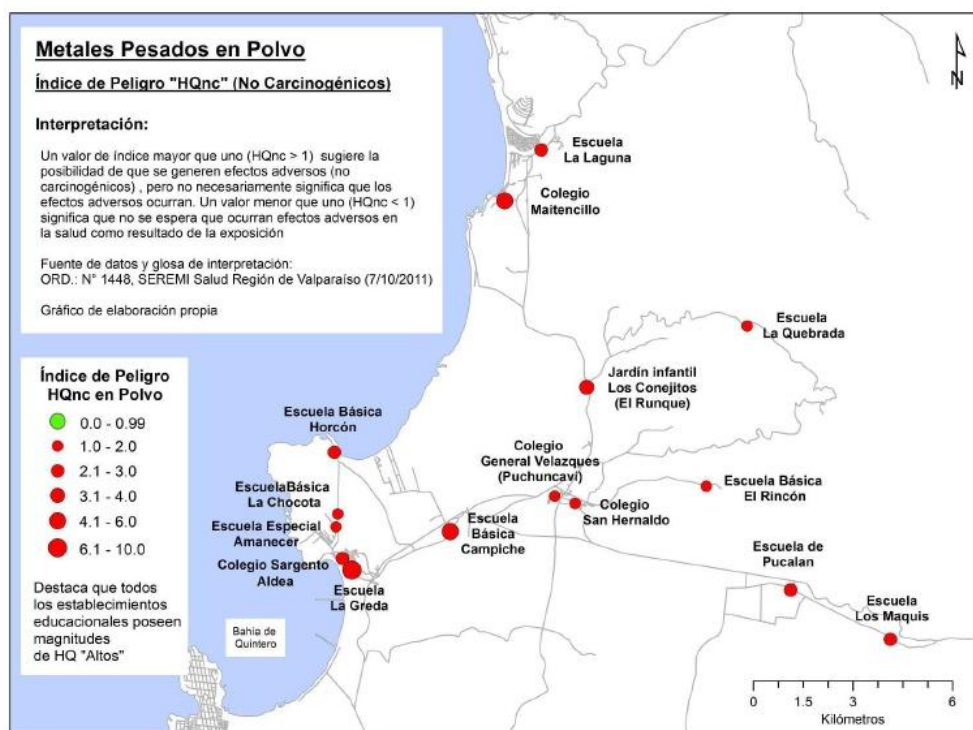 Metales Pesados en Polvo
Índice de Peligro "HQnc" (No Carcinogénicos)
Interpretación:
Un valor de índice mayor que uno (HQnc > 1) sugiere la
posibilidad de que se generen efectos adversos (no
carcinogénicos) , pero no necesariamente significa que los
efectos adversos ocurran. Un valor menor que uno (HQnc < 1)
significa que no se espera que ocurran efectos adversos en
la salud como resultado de la exposición
Fuente de datos y glosa de interpretación:
ORD.: N° 1448, SEREMI Salud Región de Valparaíso (7/10/2011)
Gráfico de elaboración propia
N
Escuela
La Laguna
Colegio
Maitencillo
Escuela
La Quebrada
Jardín infantil
Los Conejitos
(El Runque)
Escuela Básica
Horcón
Colegio
General Velazques
(Puchuncaví)
EscuelaBásica
La Chocota
Escuela Especial
Amanecer
Colegio Sargento
Aldea
Escuela
La Greda
Escuela
Básica
Campiche
Colegio
San Hernaldo
Escuela Básica
El Rincón
Escuela de
Pucalan
Escuela
Los Maquis
Bahia de
Quintero
Índice de Peligro
HQnc en Polvo
0.0 - 0.99
1.0 - 2.0
2.1 - 3.0
3.1 - 4.0
4.1 - 6.0
6.1 - 10.0
Destaca que todos
los establecimientos
educacionales poseen
magnitudes
de HQ "Altos"
0 1.5 3 6
Kilómetros